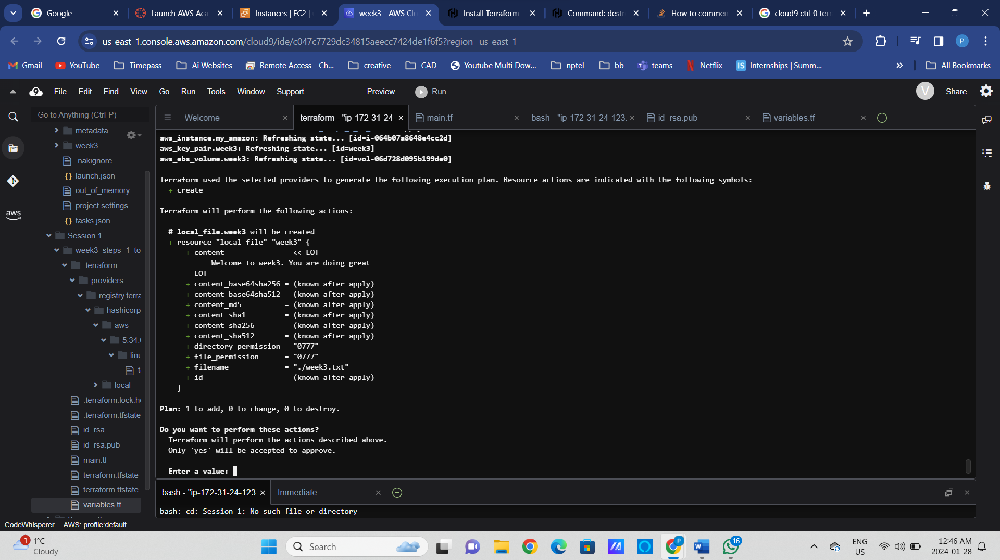 Google
Launch AWS Aca
Instances | EC2 |
week3 - AWS Clo
Install Terraform
Command: destr
How to commen
cloud9 ctrl 0 terr
us-east-1.console.aws.amazon.com/cloud9/ide/c047c7729dc34815aeecc7424de1f6f5?region=us-east-1
P
Gmail
YouTube
Timepass
Ai Websites
Remote Access - Ch...
creative
CAD
Youtube Multi Dow...
nptel
bb
teams
Netflix
IS
Internships | Summ...
All Bookmarks
9
File
Edit
Find
View
Go
Run
Tools
Window
Support
Preview
Run
V
Share
Go to Anything (Ctrl-P)
Welcome
terraform - "ip-172-31-24-
main.tf
bash - "ip-172-31-24-123.
id_rsa.pub
variables.tf
aws
metadata
week3
.nakignore
launch.json
out_of_memory
project.settings
tasks.json
Session 1
week3_steps_1_to_
.terraform
providers
registry.terra
hashicorp
aws
5.34.0
linu
te
local
.terraform.lock.hc
.terraform.tfstate
id_rsa
id_rsa.pub
main.tf
terraform.tfstate
terraform.tfstate.
variables.tf
aws_instance.my_amazon: Refreshing state... [id=i-064b07a8648e4cc2d]
aws_key_pair.week3: Refreshing state... [id=week3]
aws_ebs_volume.week3: Refreshing state... [id=vol-06d728d095b199de0]
Terraform used the selected providers to generate the following execution plan. Resource actions are indicated with the following symbols:
+ create
Terraform will perform the following actions:
# local_file.week3 will be created
+ resource "local_file" "week3" {
+ content = <<-EOT
Welcome to week3. You are doing great
EOT
+ content_base64sha256 = (known after apply)
+ content_base64sha512 = (known after apply)
+ content_md5 = (known after apply)
+ content_sha1 = (known after apply)
+ content_sha256 = (known after apply)
+ content_sha512 = (known after apply)
+ directory_permission = "0777"
+ file_permission = "0777"
+ filename = "./week3.txt"
+ id = (known after apply)
}
Plan: 1 to add, 0 to change, 0 to destroy.
Do you want to perform these actions?
Terraform will perform the actions described above.
Only 'yes' will be accepted to approve.
Enter a value:
bash - "ip-172-31-24-123.
Immediate
bash: cd: Session 1: No such file or directory
CodeWhisperer
AWS: profile:default
1
1°C
Cloudy
Search
P
W
16
ENG
US
12:46 AM
2024-01-28